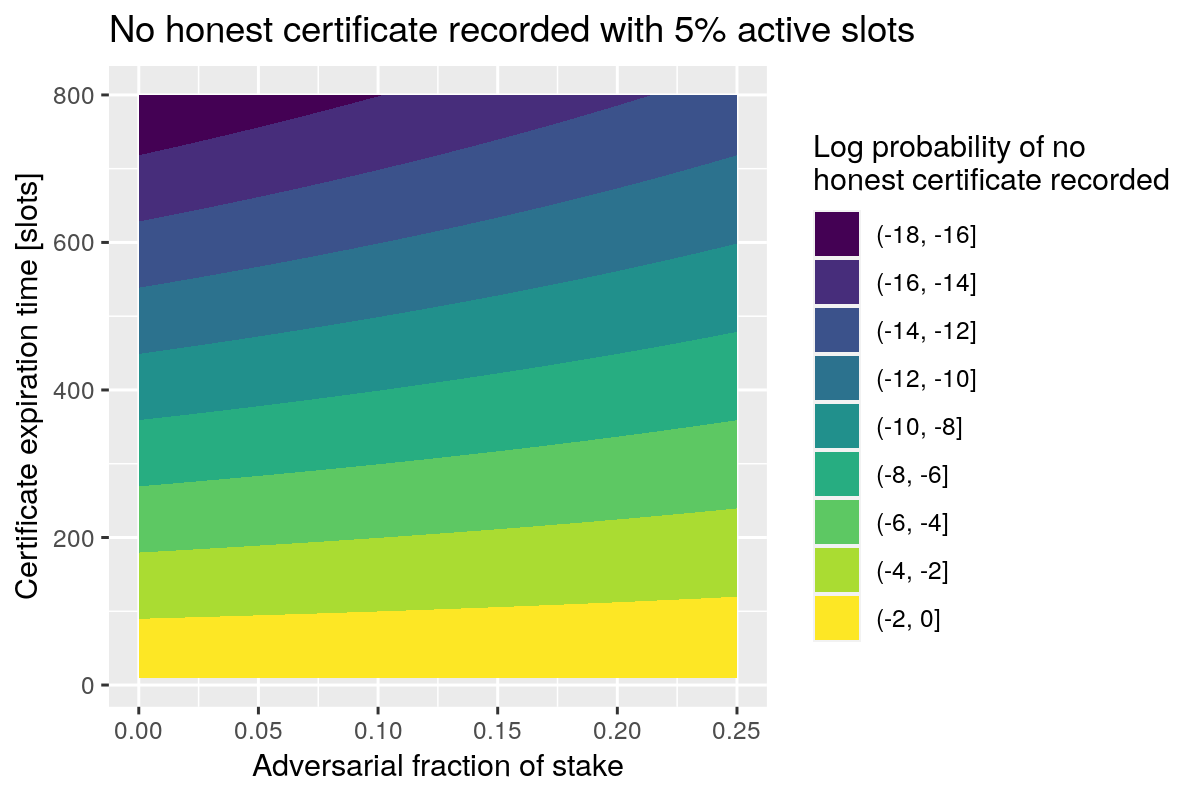 No honest certificate recorded with 5% active slots
Certificate expiration time [slots]
800
600
400
200
0
0.00 0.05 0.10 0.15 0.20 0.25
Adversarial fraction of stake
Log probability of no
honest certificate recorded
(-18, -16]
(-16, -14]
(-14, -12]
(-12, -10]
(-10, -8]
(-8, -6]
(-6, -4]
(-4, -2]
(-2, 0]